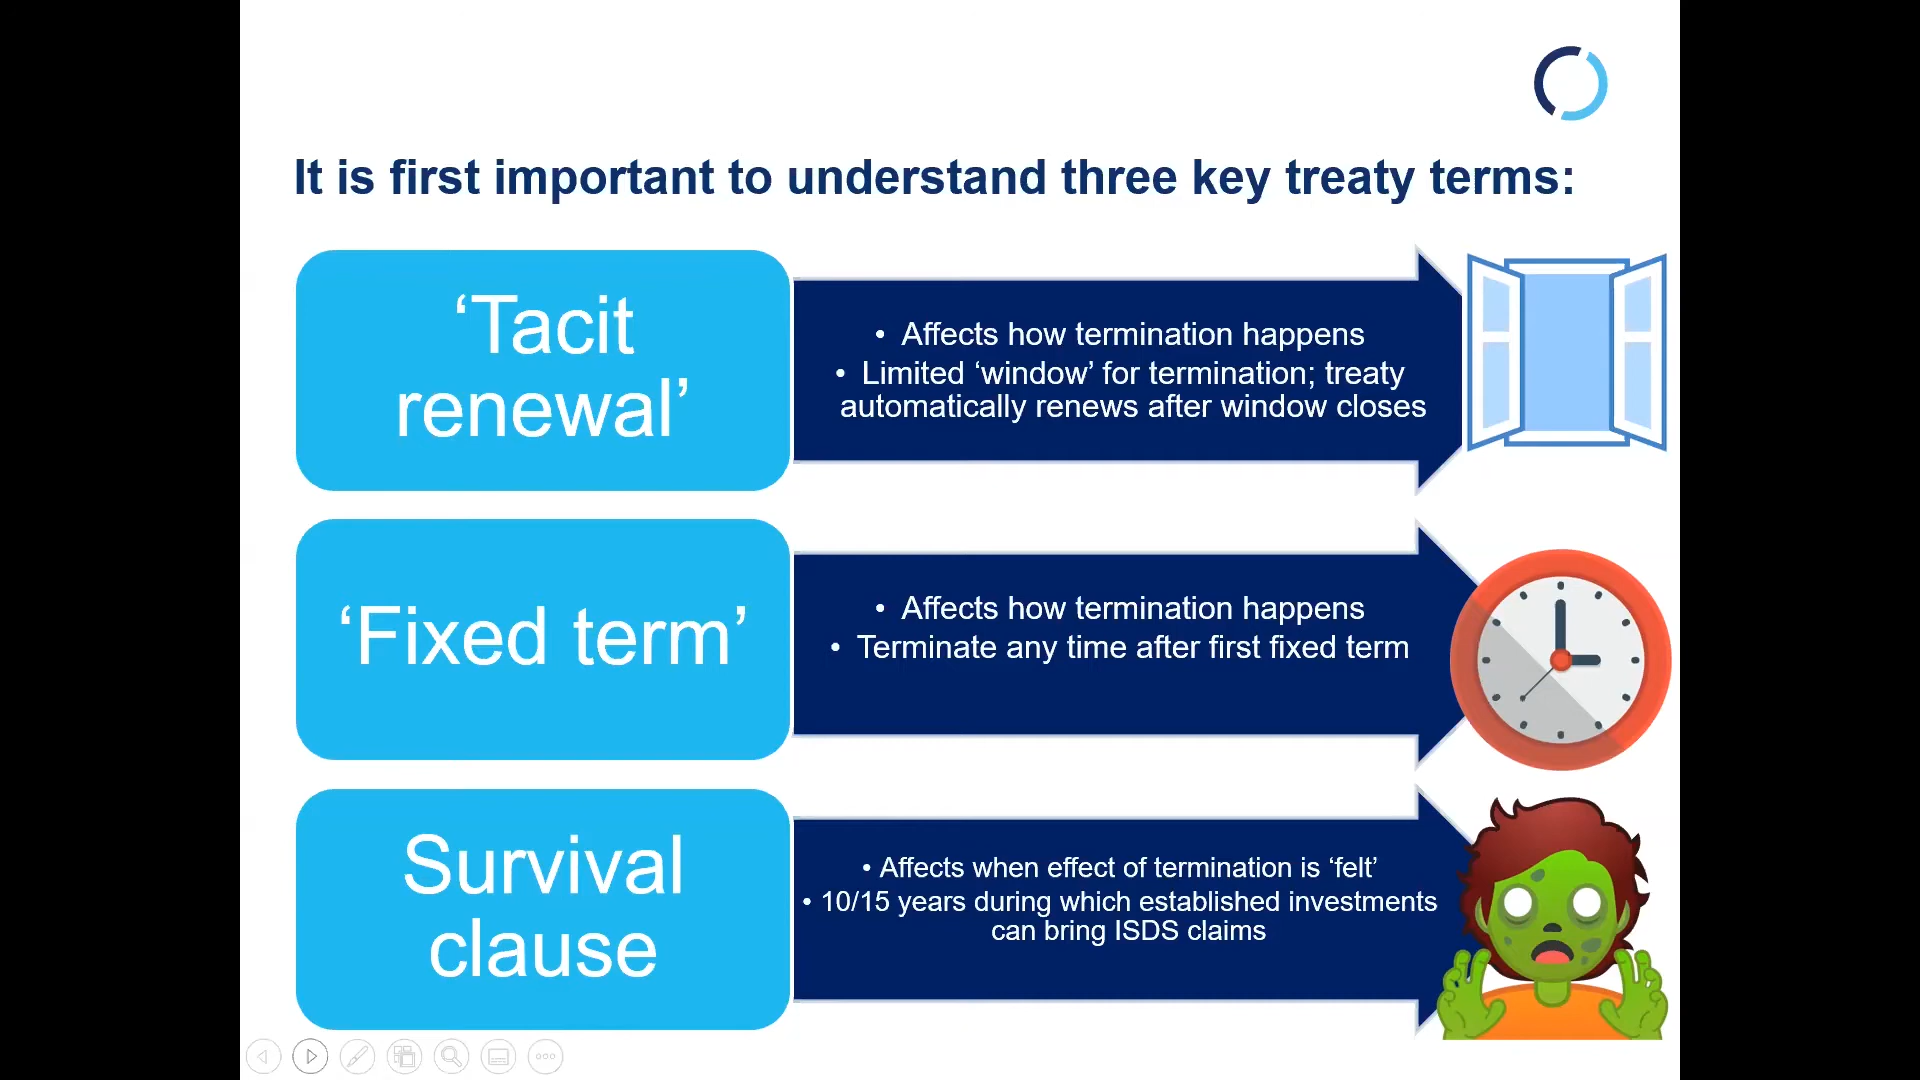 It is first important to understand three key treaty terms:
‘Tacit
renewal’
• Affects how termination happens
• Limited ‘window’ for termination; treaty
automatically renews after window closes
‘Fixed term’
• Affects how termination happens
• Terminate any time after first fixed term
Survival
clause
• Affects when effect of termination is ‘felt’
• 10/15 years during which established investments
can bring ISDS claims